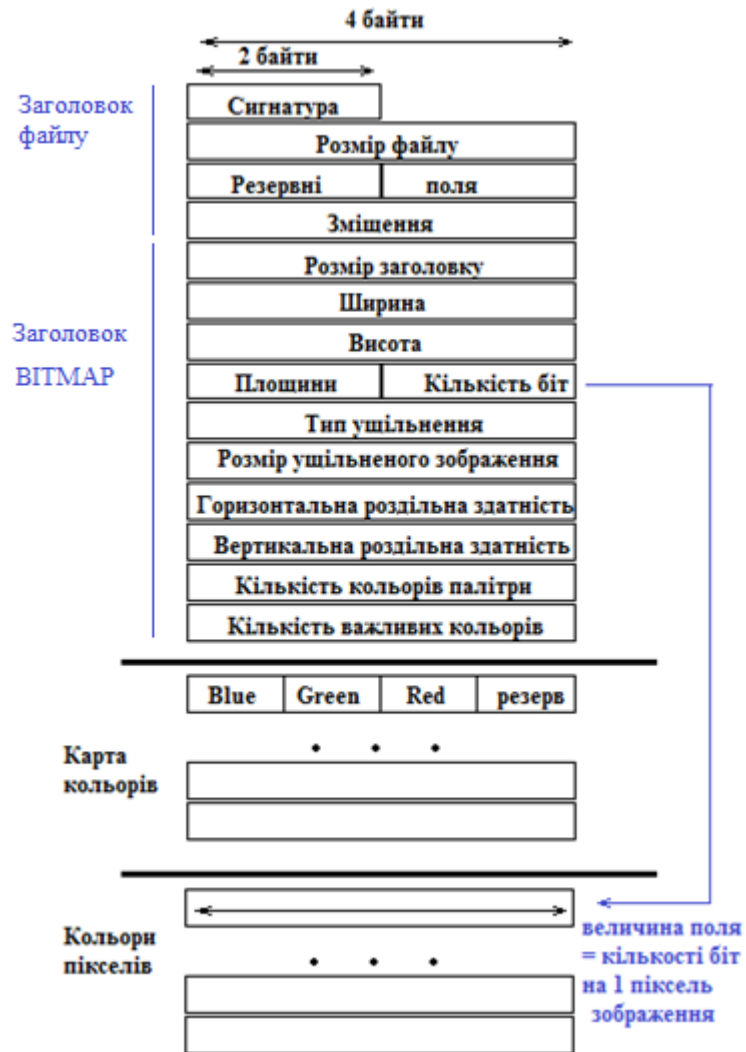 4 байти
2 байти
Заголовок
файлу
Сигнатура
Розмір файлу
Резервні поля
Зміщення
Заголовок
BITMAP
Розмір заголовку
Ширина
Висота
Площини Кількість біт
Тип ущільнення
Розмір ущільненого зображення
Горизонтальна роздільна здатність
Вертикальна роздільна здатність
Кількість кольорів палітри
Кількість важливих кольорів
Карта
кольорів
Blue Green Red резерв
Кольори
пікселів
величина поля
= кількості біт
на 1 піксель
зображення